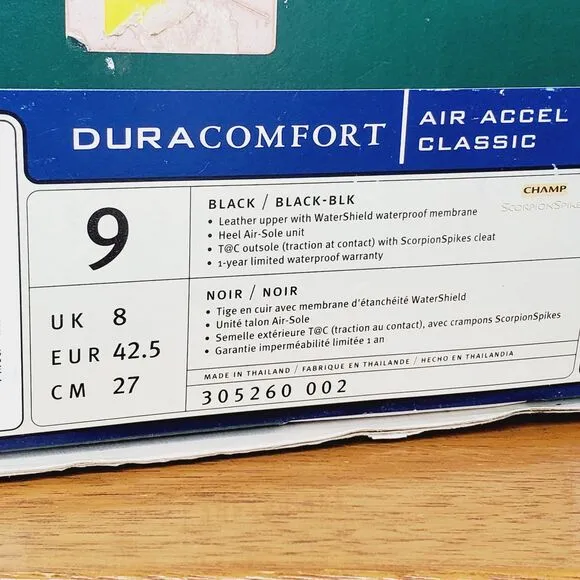 DURACOMFORT
AIR-ACCEL
CLASSIC
9
UK 8
EUR 42.5
CM 27
BLACK / BLACK-BLK
• Leather upper with WaterShield waterproof membrane
• Heel Air-Sole unit
• T@C outsole (traction at contact) with ScorpionSpikes cleat
• 1-year limited waterproof warranty
CHAMP
SCORPIONSPIKES
NOIR / NOIR
• Tige en cuir avec membrane d'étanchéité WaterShield
• Unité talon Air-Sole
• Semelle extérieure T@C (traction au contact), avec crampons ScorpionSpikes
• Garantie imperméabilité limitée 1 an
MADE IN THAILAND / FABRIQUE EN THAILANDE / HECHO EN THAILANDIA
305260 002